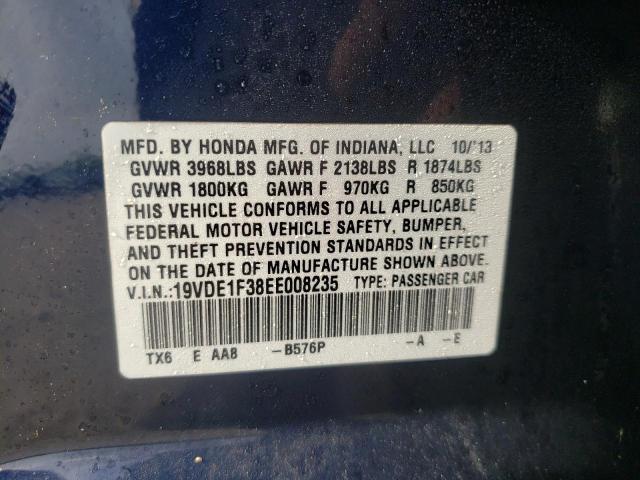 MFD. BY HONDA MFG. OF INDIANA, LLC 10/'13
GVWR 3968LBS GAWR F 2138LBS R 1874LBS
GVWR 1800KG GAWR F 970KG R 850KG
THIS VEHICLE CONFORMS TO ALL APPLICABLE
FEDERAL MOTOR VEHICLE SAFETY, BUMPER,
AND THEFT PREVENTION STANDARDS IN EFFECT
ON THE DATE OF MANUFACTURE SHOWN ABOVE.
V.I.N.:19VDE1F38EE008235 TYPE: PASSENGER CAR
TX6 E AA8 -B576P -A -E